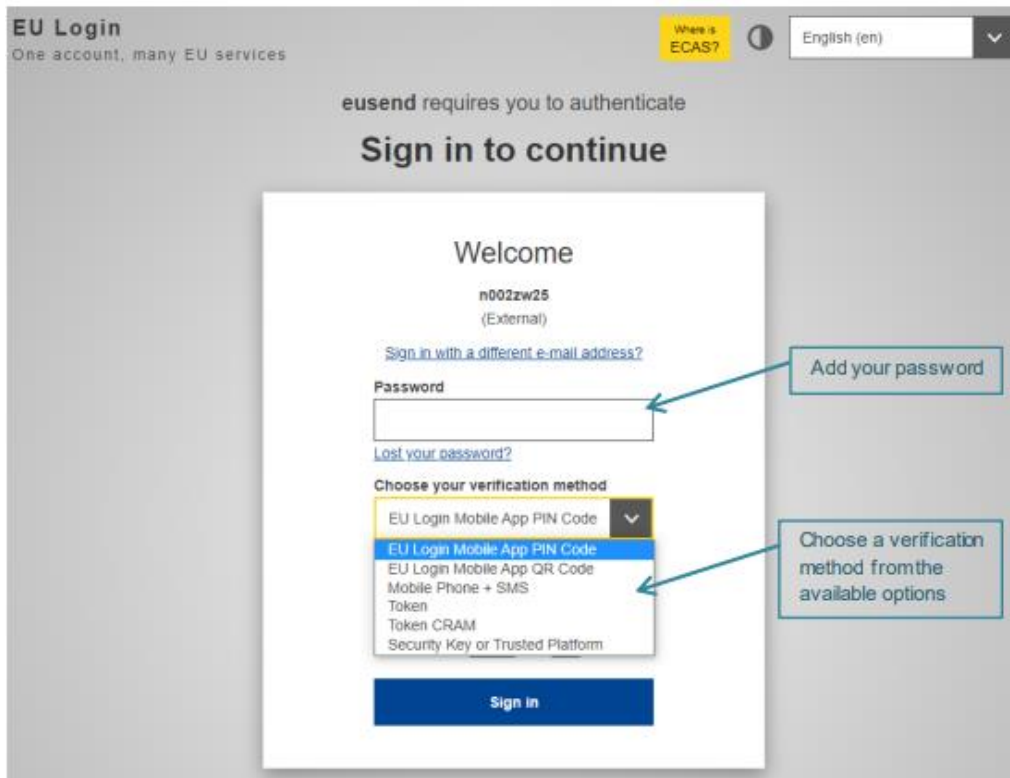 EU Login
One account, many EU services
Where is
ECAS?
English (en)
eusend requires you to authenticate
Sign in to continue
Welcome
n002zw25
(External)
Sign in with a different e-mail address?
Password
Add your password
Lost your password?
Choose your verification method
EU Login Mobile App PIN Code
EU Login Mobile App PIN Code
EU Login Mobile App QR Code
Mobile Phone + SMS
Token
Token CRAM
Security Key or Trusted Platform
Choose a verification
method from the
available options
Sign in